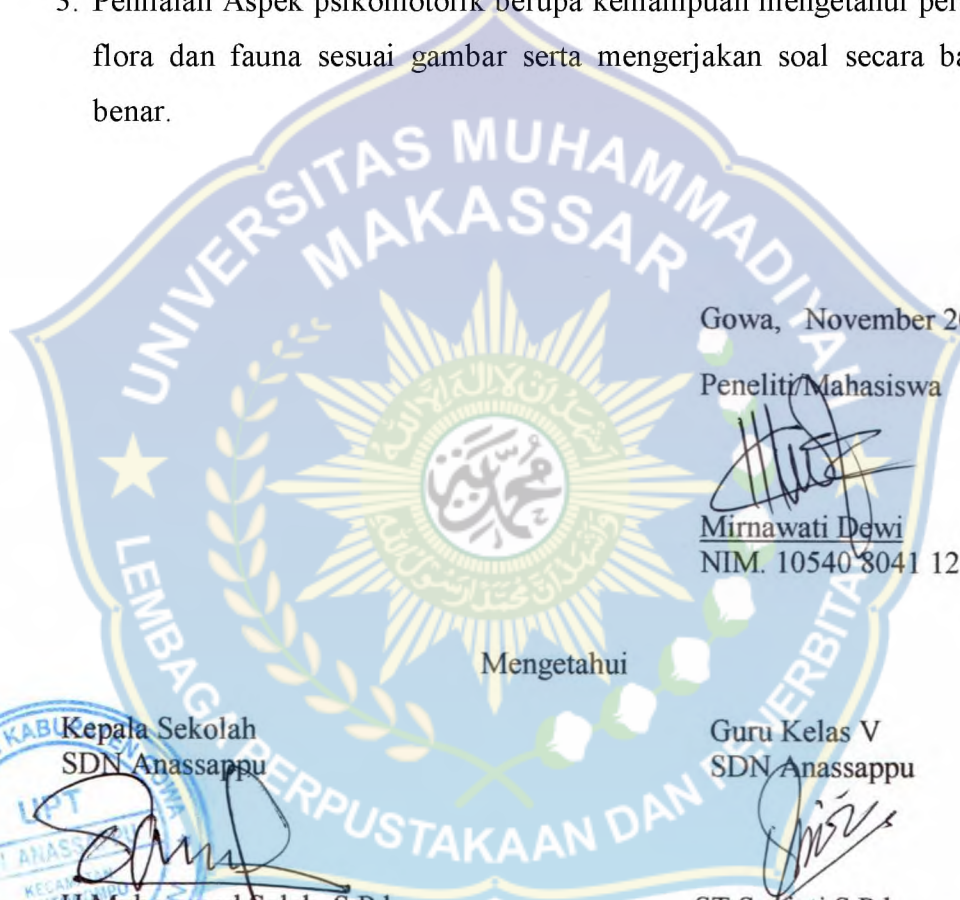 3. Penilaian Aspek psikomotorik berupa kemampuan mengetahui
flora dan fauna sesuai gambar serta mengerjakan soal secara
benar.
UNIVERSITAS MUHAMMADIYAH
MAKASSAR
Gowa, November
Peneliti/Mahasiswa
Mirnawati Dewi
NIM. 10540 8041 12
Mengetahui
Kepala Sekolah
SDN Anassappu
Guru Kelas V
SDN Anassappu
UPT
LEMBAGA PERPUSTAKAAN DAN PENERBITAN